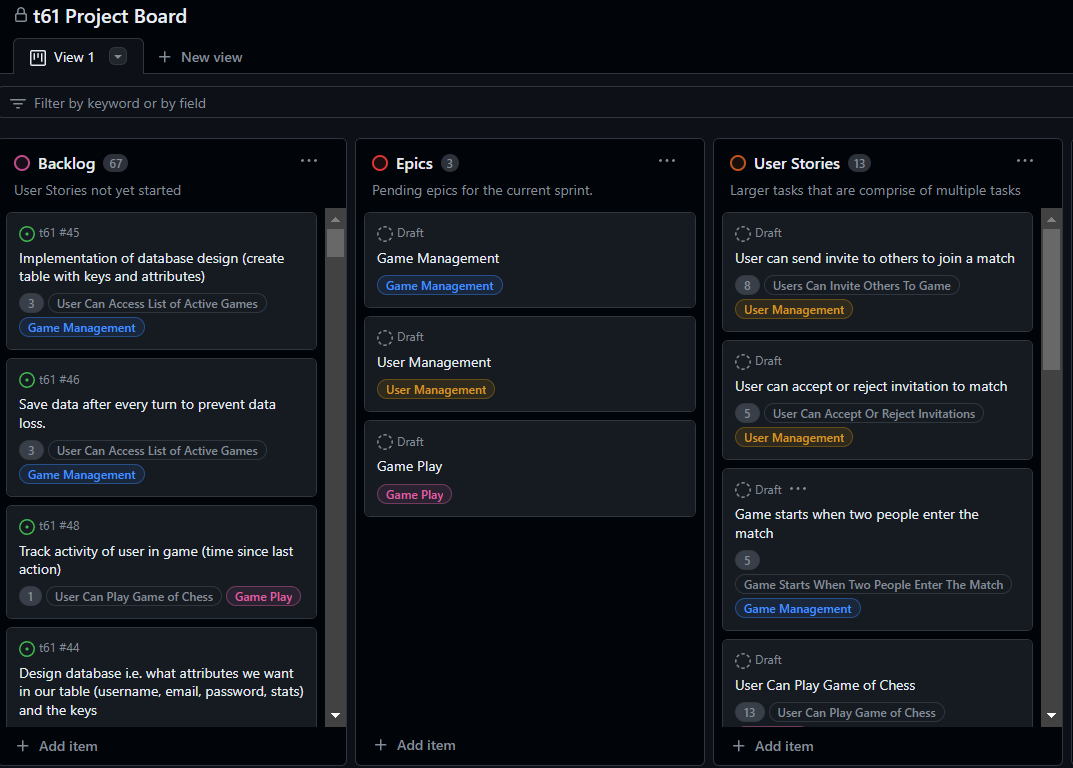 t61 Project Board
View 1
New view
Filter by keyword or by field
Backlog 67
User Stories not yet started
t61 #45
Implementation of database design (create
table with keys and attributes)
3 User Can Access List of Active Games
Game Management
t61 #46
Save data after every turn to prevent data
loss.
3 User Can Access List of Active Games
Game Management
t61 #48
Track activity of user in game (time since last
action)
1 User Can Play Game of Chess Game Play
t61 #44
Design database i.e. what attributes we want
in our table (username, email, password, stats)
and the keys
Add item
Epics 3
Pending epics for the current sprint.
Draft
Game Management
Game Management
Draft
User Management
User Management
Draft
Game Play
Game Play
Add item
User Stories 13
Larger tasks that are comprise of multiple tasks
Draft
User can send invite to others to join a match
8 Users Can Invite Others To Game
User Management
Draft
User can accept or reject invitation to match
5 User Can Accept Or Reject Invitations
User Management
Draft
Game starts when two people enter the
match
5
Game Starts When Two People Enter The Match
Game Management
Draft
User Can Play Game of Chess
13 User Can Play Game of Chess
Add item